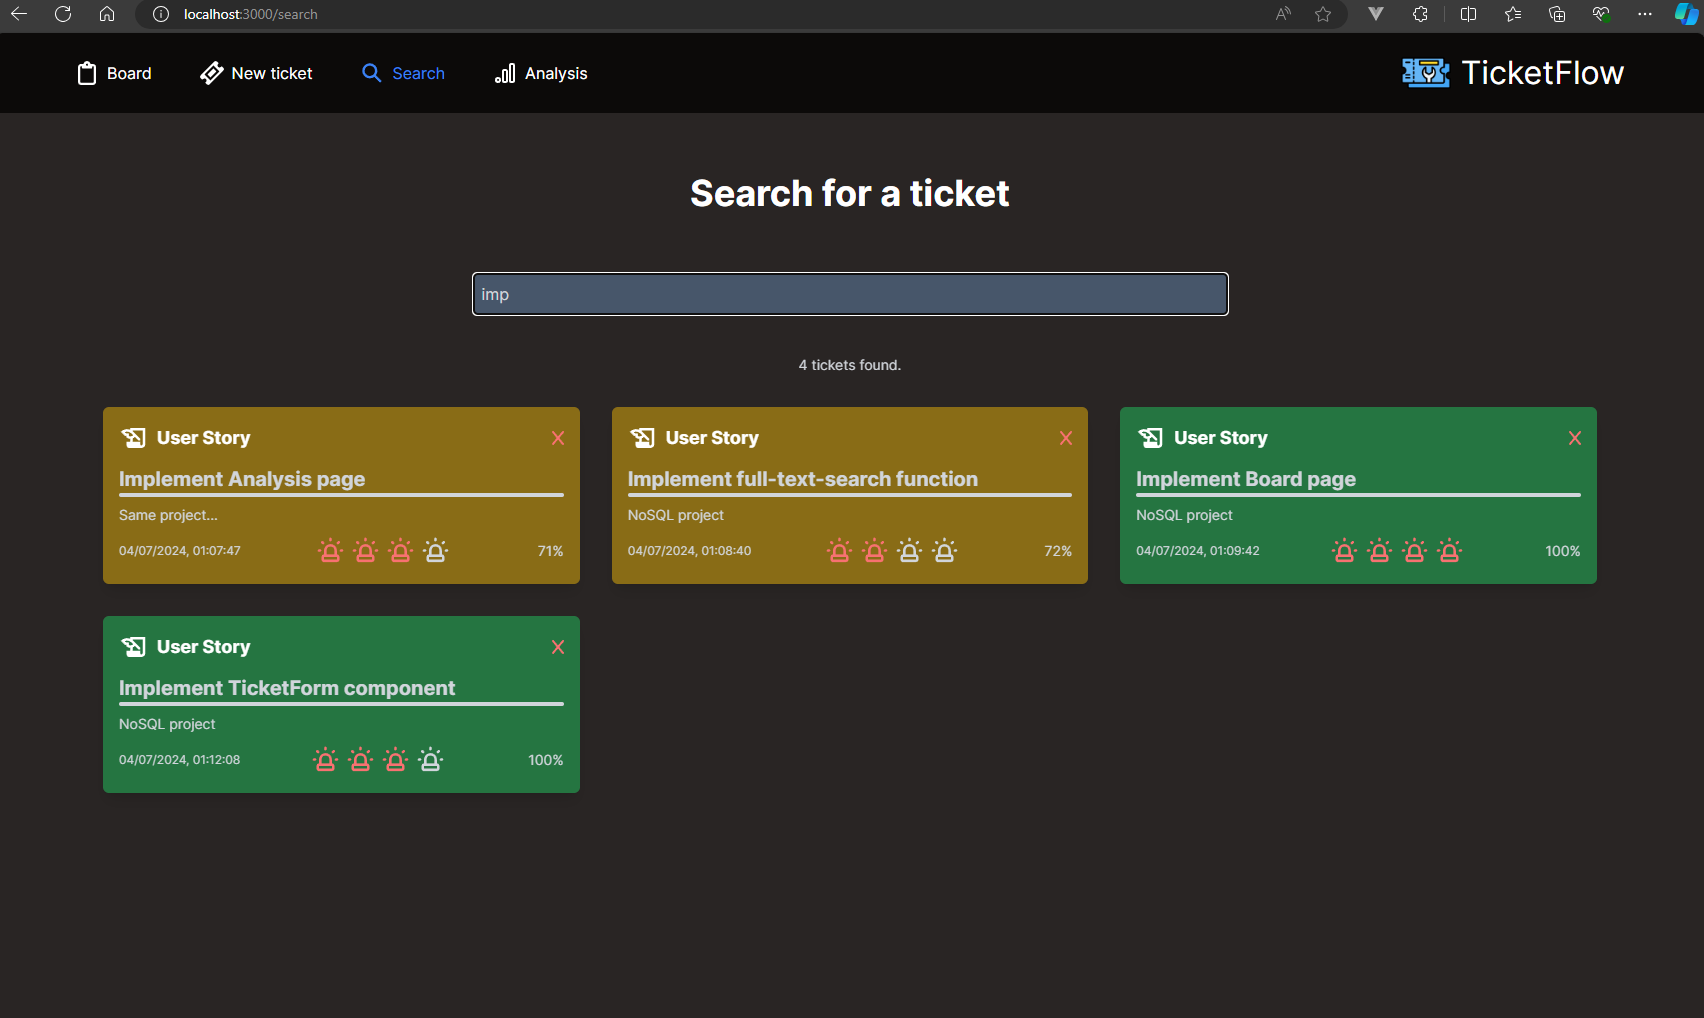 localhost:3000/search
Board New ticket Search Analysis TicketFlow
Search for a ticket
imp
4 tickets found.
User Story
Implement Analysis page
Same project...
04/07/2024, 01:07:47 71%
User Story
Implement full-text-search function
NoSQL project
04/07/2024, 01:08:40 72%
User Story
Implement Board page
NoSQL project
04/07/2024, 01:09:42 100%
User Story
Implement TicketForm component
NoSQL project
04/07/2024, 01:12:08 100%